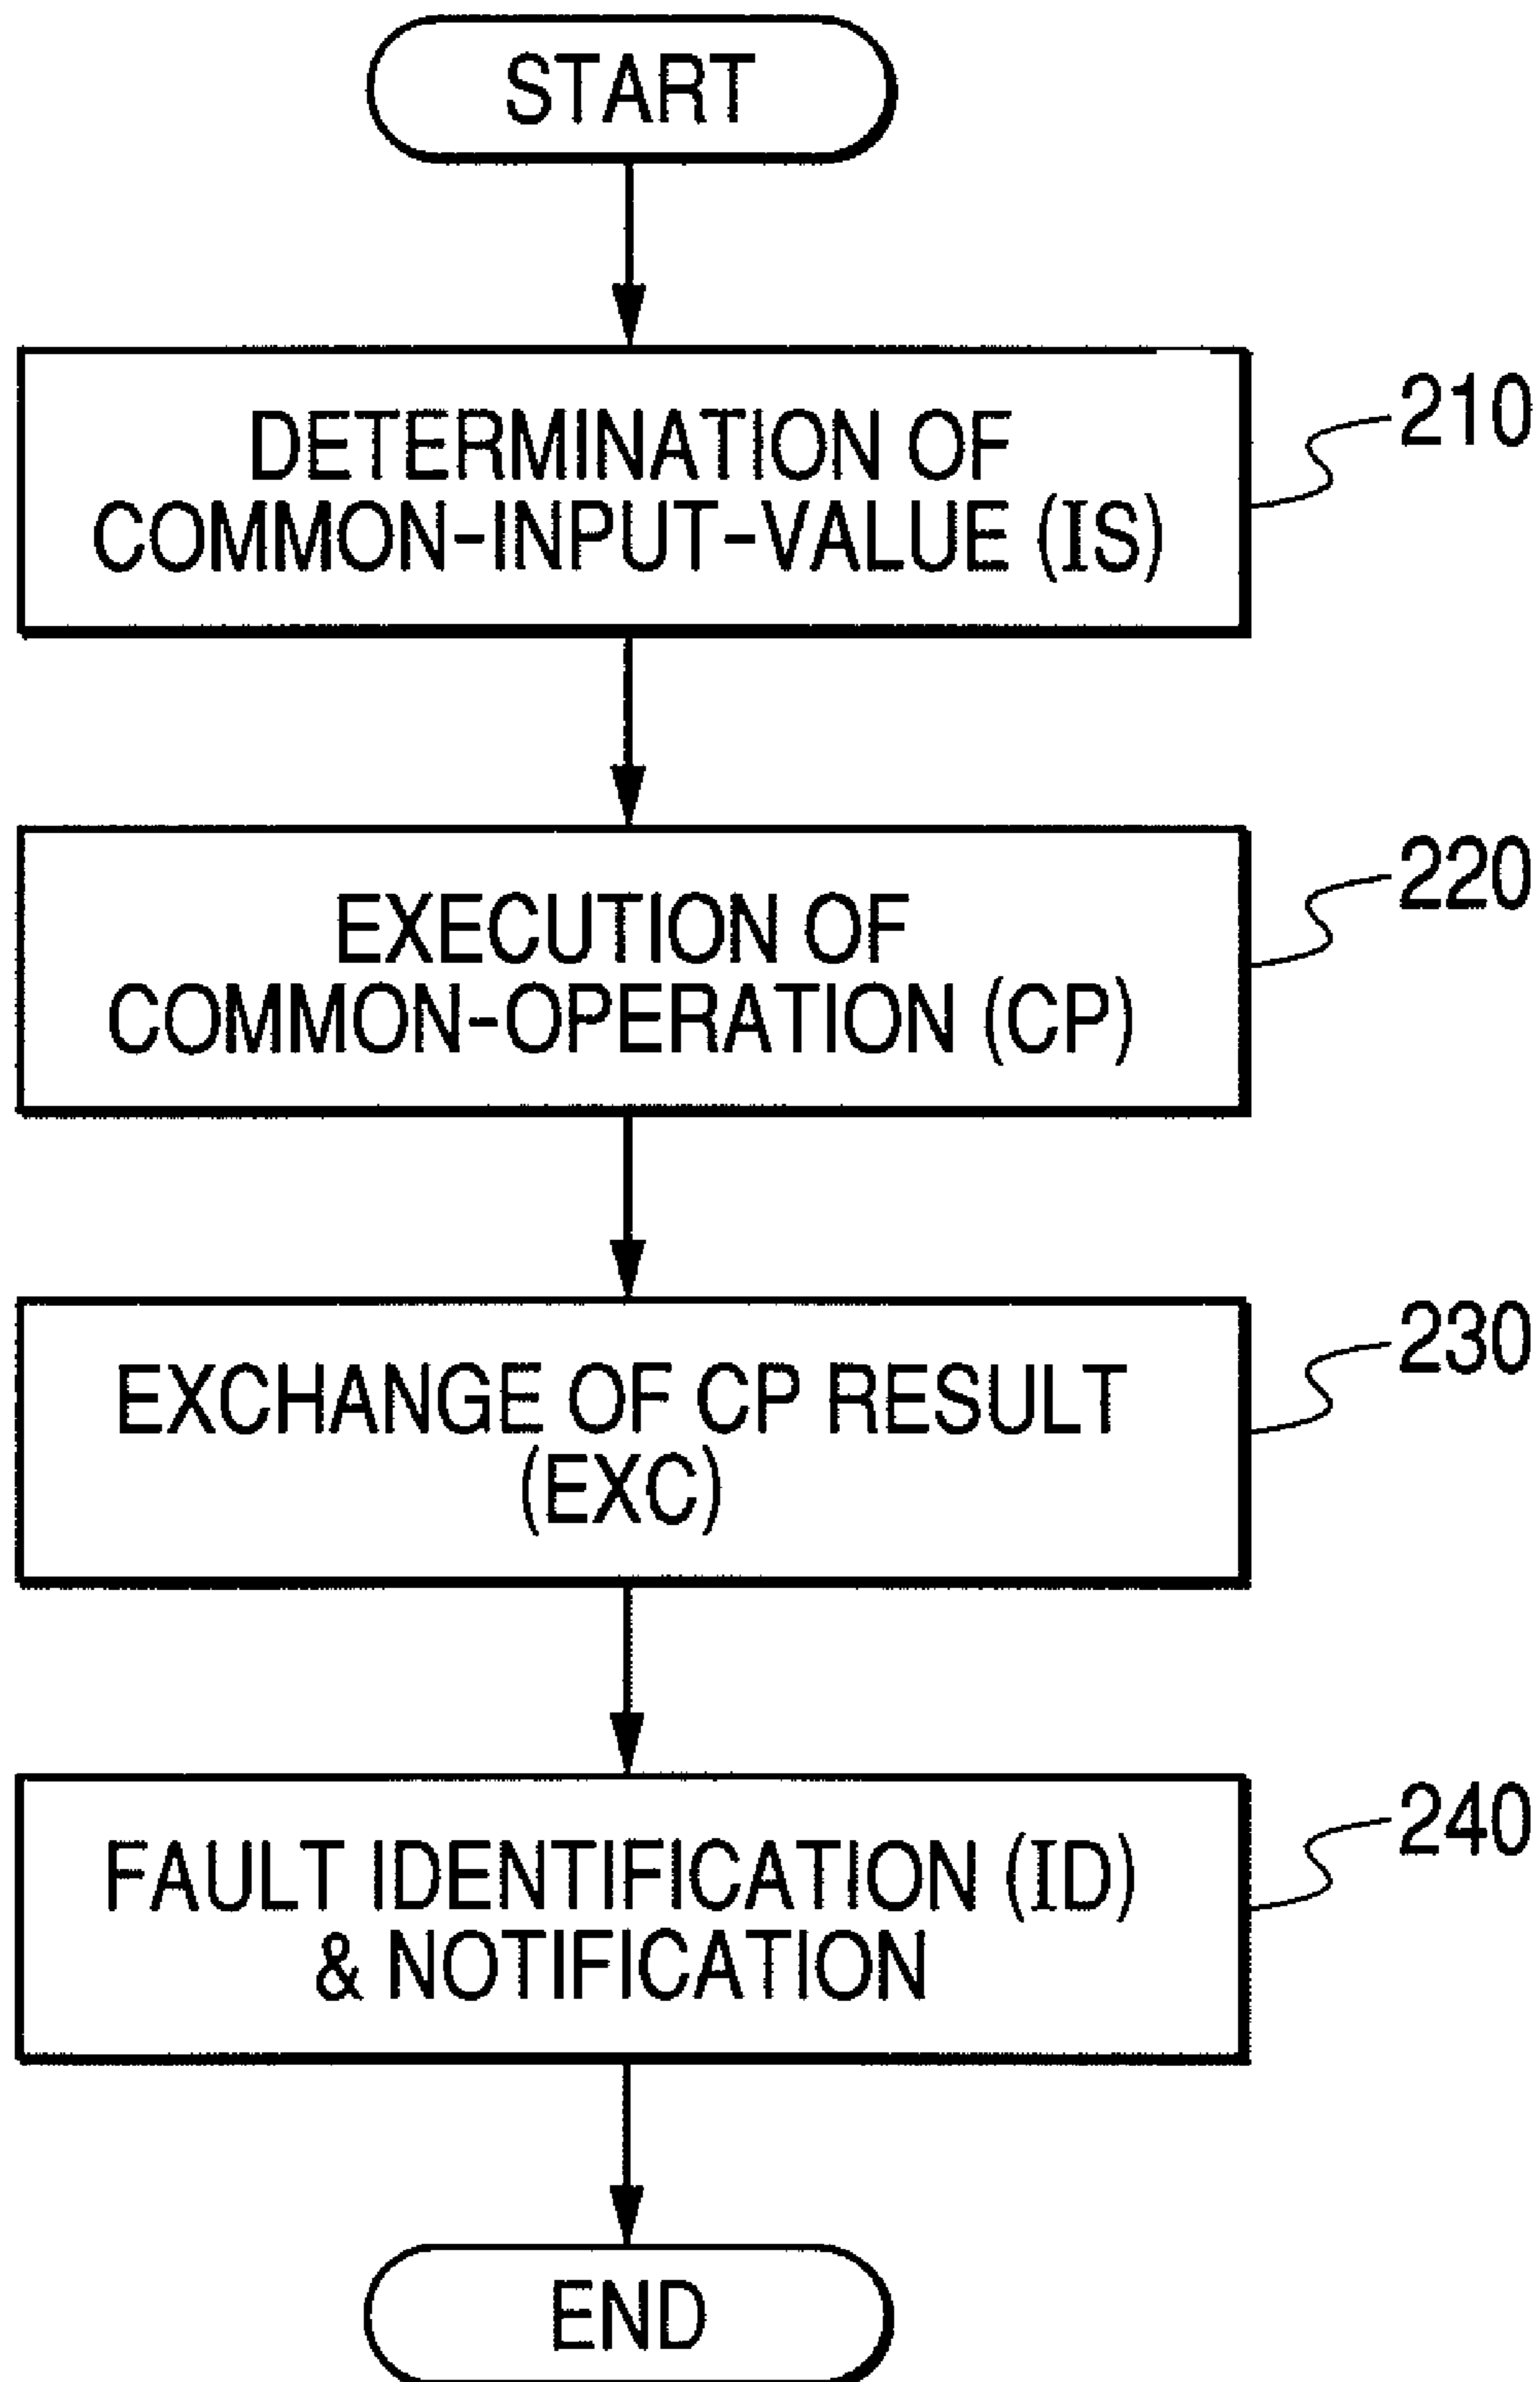 START
DETERMINATION OF
COMMON-INPUT-VALUE (IS)
210
EXECUTION OF
COMMON-OPERATION (CP)
220
EXCHANGE OF CP RESULT
(EXC)
230
FAULT IDENTIFICATION (ID)
& NOTIFICATION
240
END